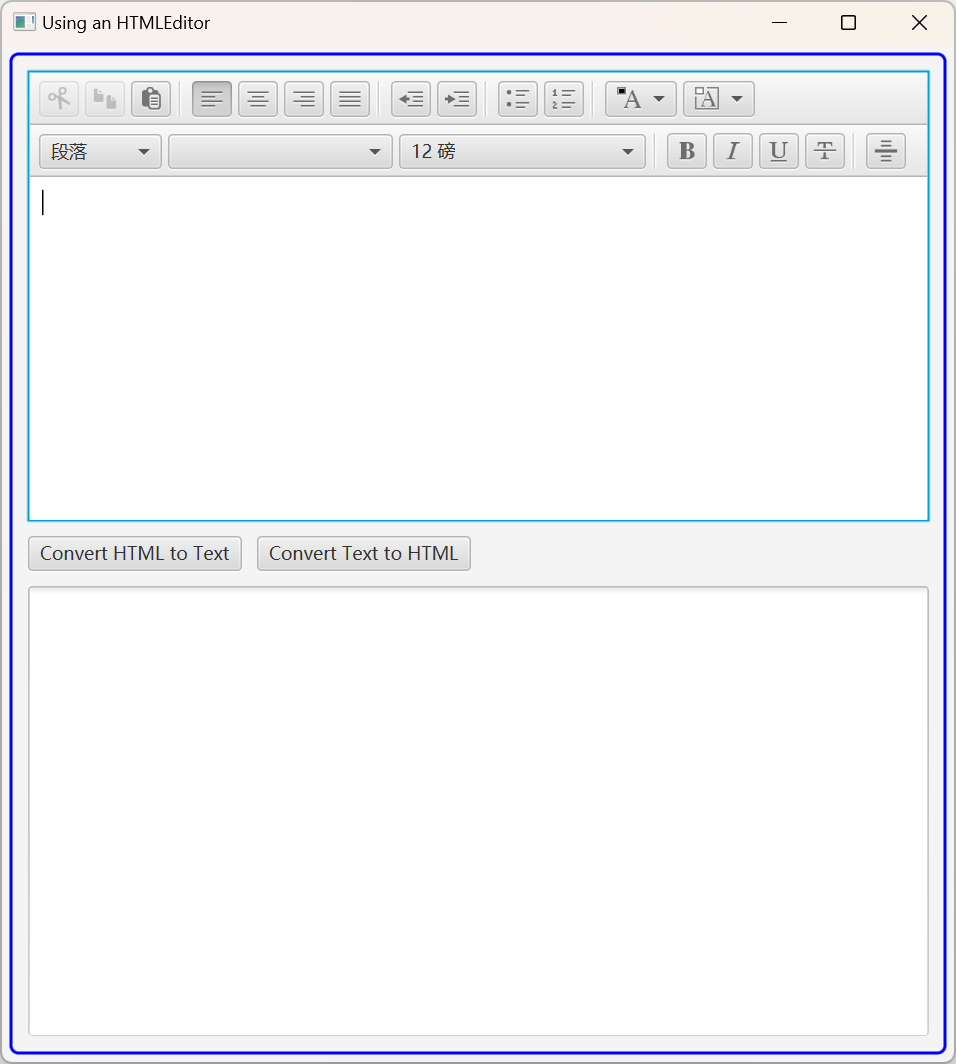 Using an HTMLEditor
段落 12 磅 B I U T
Convert HTML to Text Convert Text to HTML